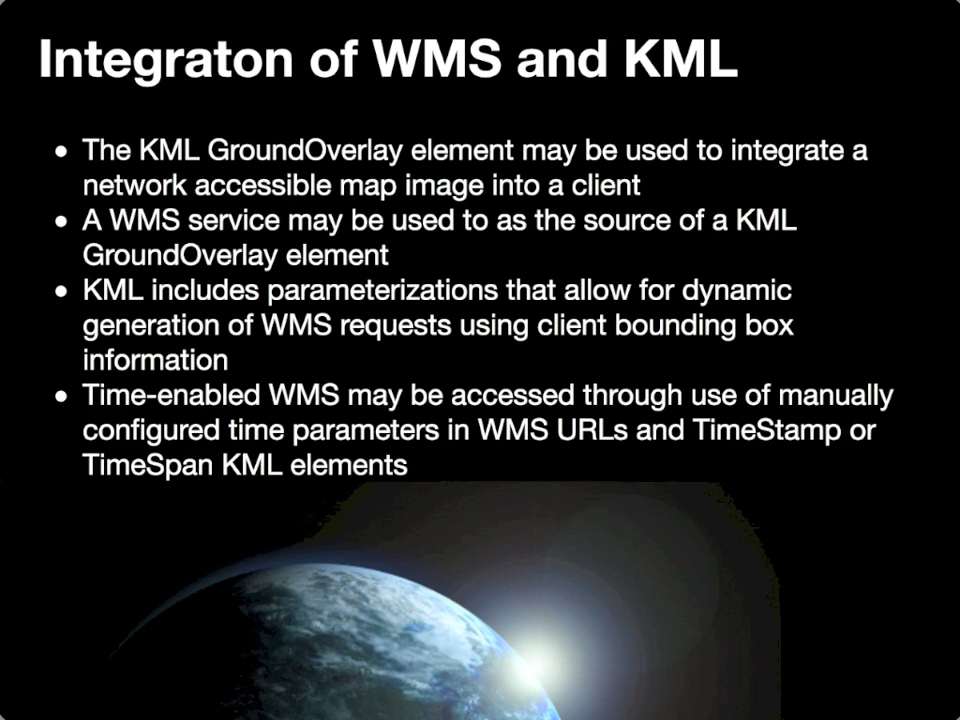 Integraton of WMS and KML
• The KML GroundOverlay element may be used to integrate a
network accessible map image into a client
• A WMS service may be used to as the source of a KML
GroundOverlay element
• KML includes parameterizations that allow for dynamic
generation of WMS requests using client bounding box
information
• Time-enabled WMS may be accessed through use of manually
configured time parameters in WMS URLs and TimeStamp or
TimeSpan KML elements